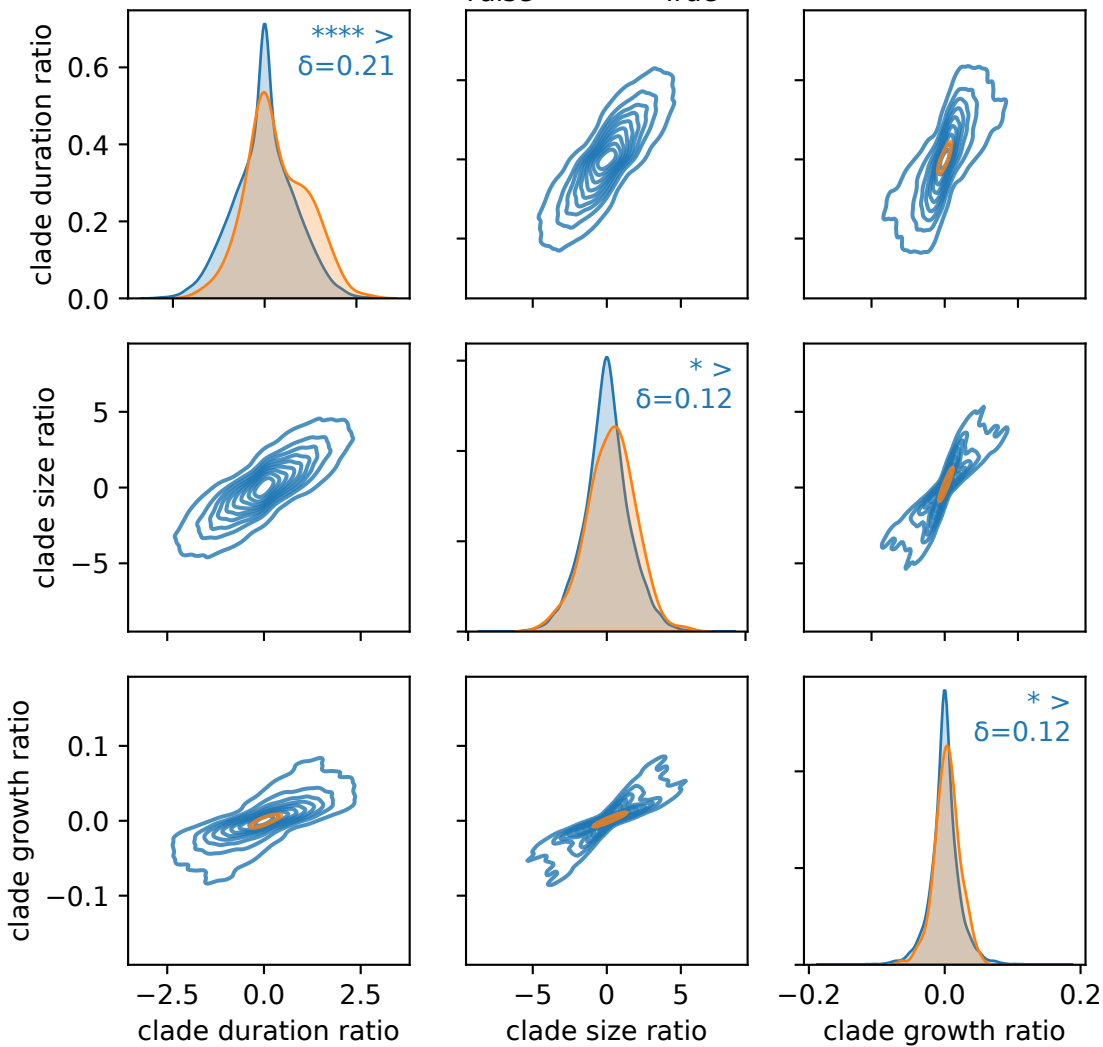 **** >
δ=0.21
clade duration ratio
0.6
0.4
0.2
0.0
* >
δ=0.12
clade size ratio
5
0
−5
* >
δ=0.12
clade growth ratio
0.1
0.0
−0.1
−2.5 0.0 2.5
−5 0 5
−0.2 0.0 0.2
clade duration ratio
clade size ratio
clade growth ratio